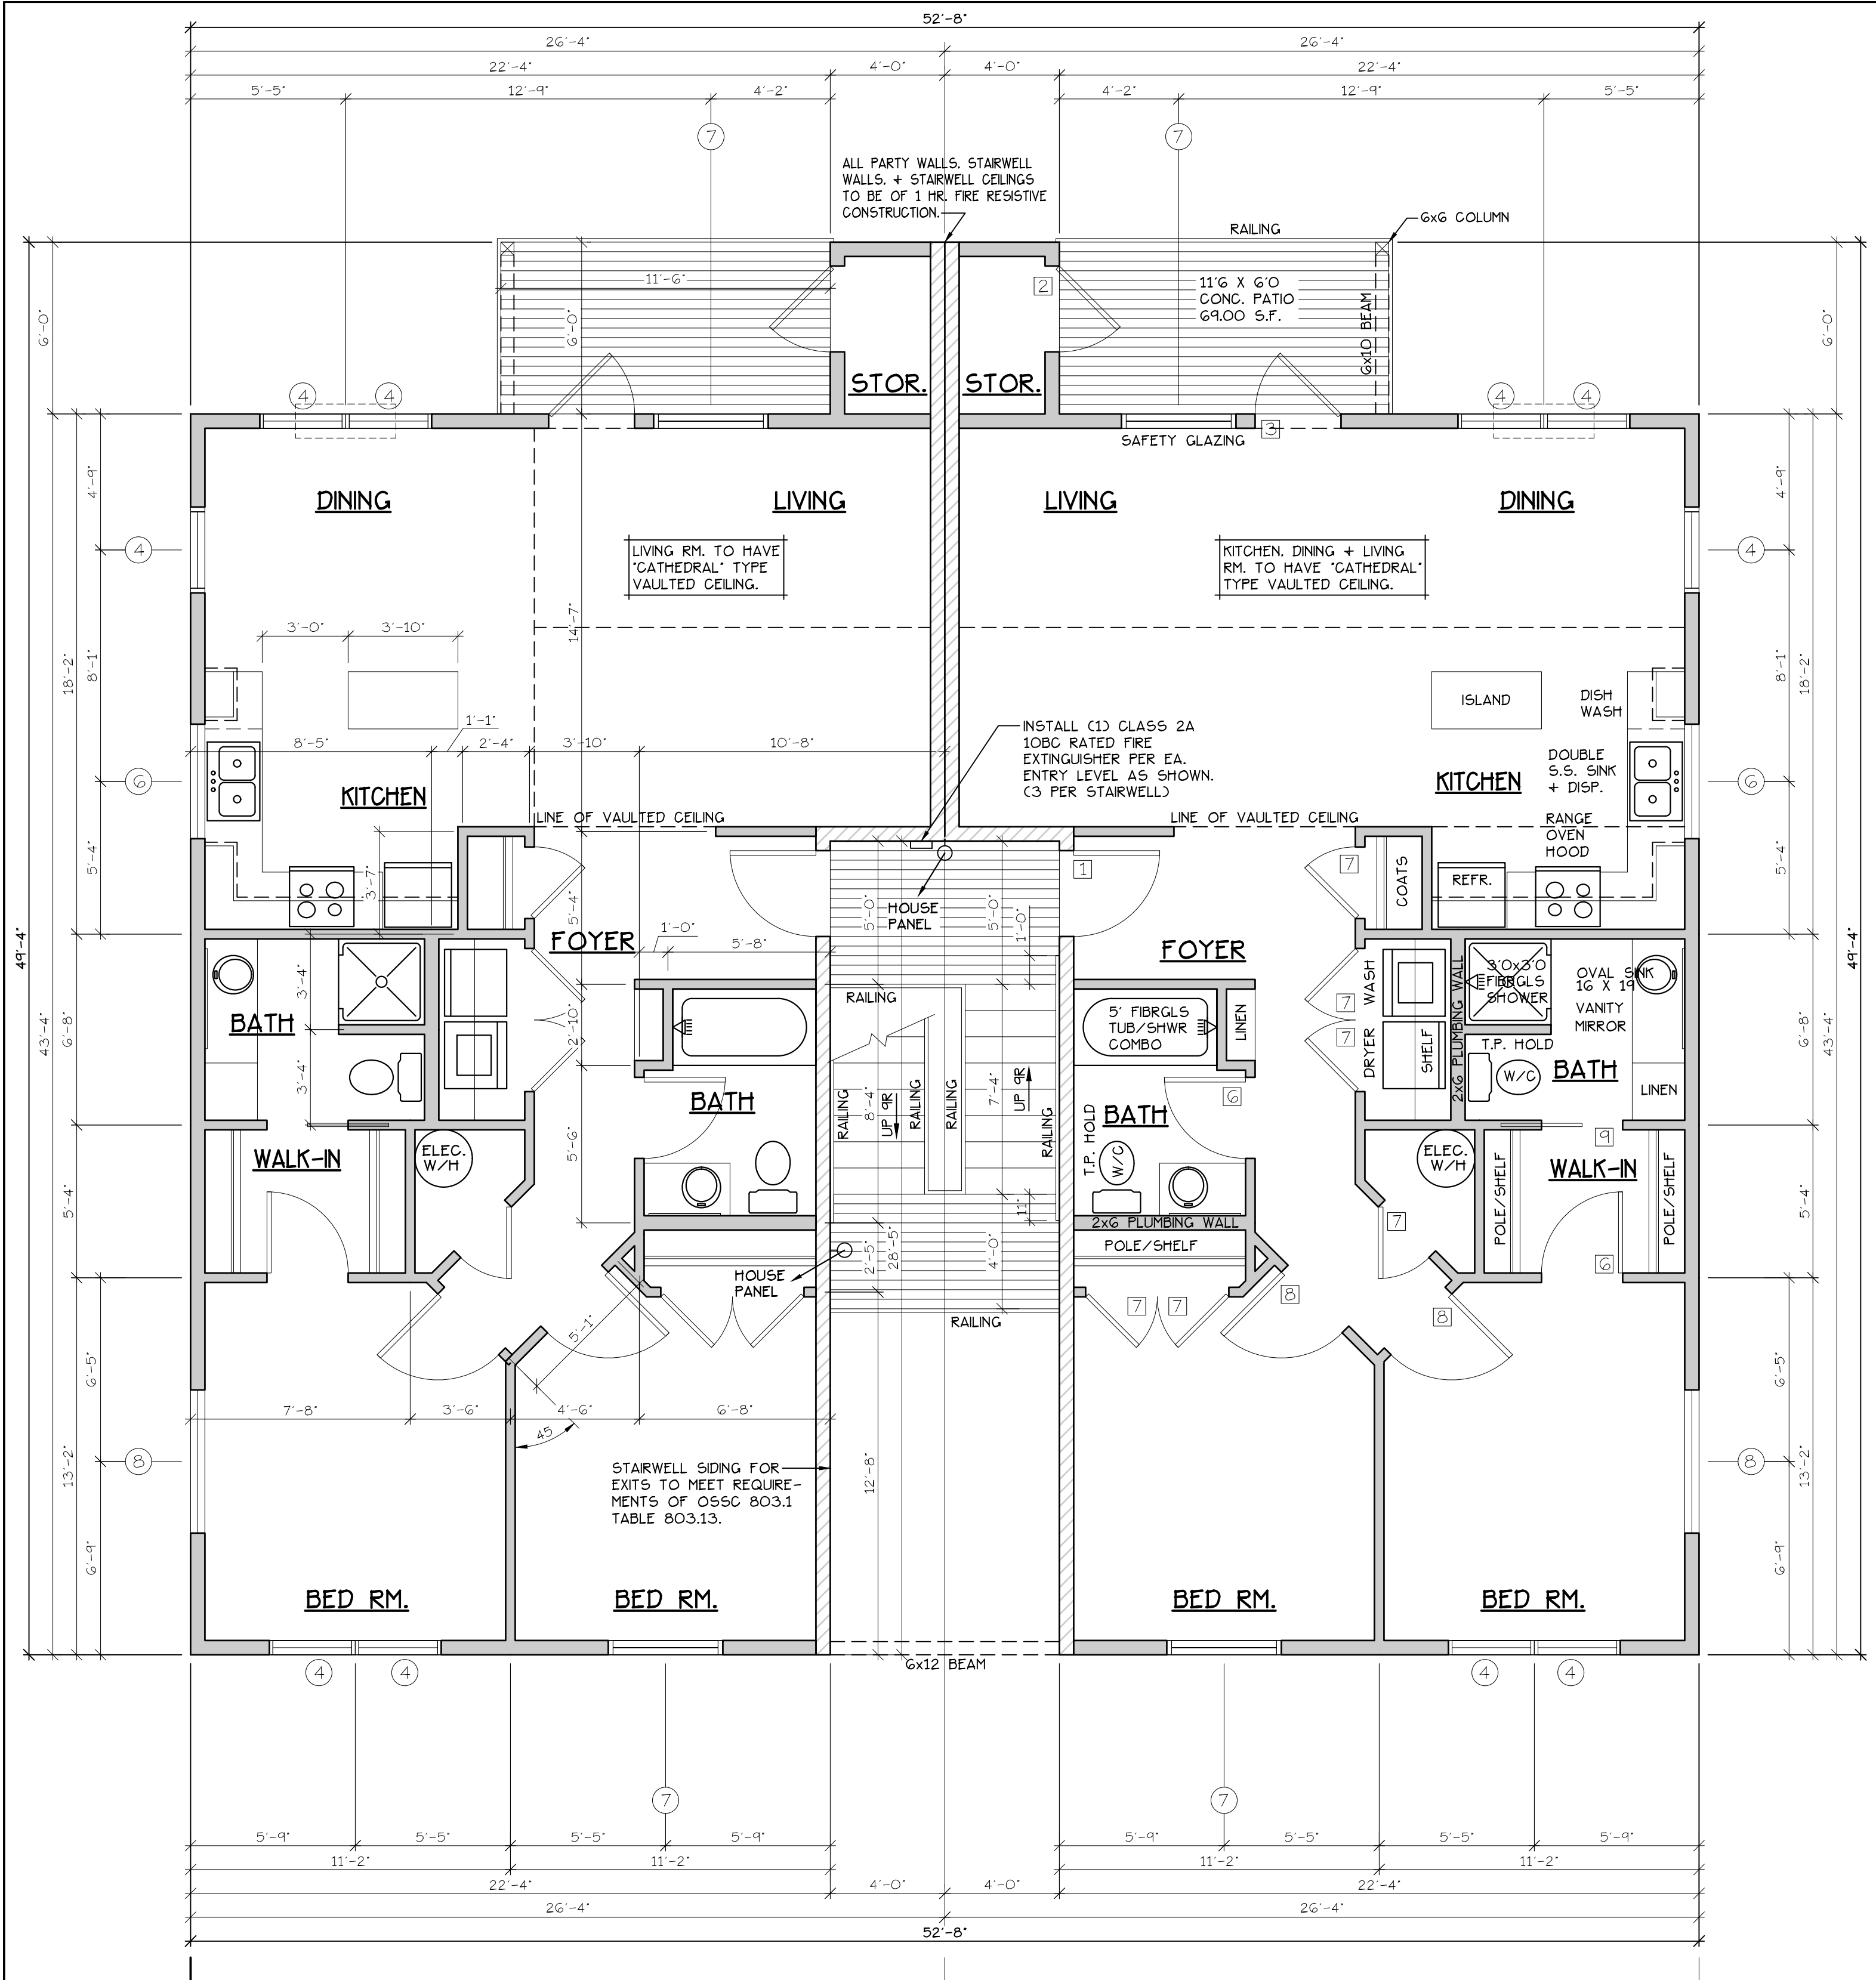 52'-8"
26'-4"
26'-4"
22'-4"
4'-0"
4'-0"
22'-4"
5'-5"
12'-9"
4'-2"
4'-2"
12'-9"
5'-5"
7
7
ALL PARTY WALLS, STAIRWELL
WALLS, + STAIRWELL CEILINGS
TO BE OF 1 HR. FIRE RESISTIVE
CONSTRUCTION.
6x6 COLUMN
RAILING
11'-6"
6'-0"
6'-0"
6'-0"
2
11'6 X 6'0
CONC. PATIO
69.00 S.F.
6x10 BEAM
STOR.
STOR.
4
4
4
4
3
SAFETY GLAZING
DINING
LIVING
LIVING
DINING
4'-9"
4'-9"
4
4
LIVING RM. TO HAVE
"CATHEDRAL" TYPE
VAULTED CEILING.
KITCHEN, DINING + LIVING
RM. TO HAVE "CATHEDRAL"
TYPE VAULTED CEILING.
14'-7"
3'-0"
3'-10"
18'-2"
8'-1"
8'-1"
18'-2"
ISLAND
DISH
WASH
1'-1"
8'-5"
2'-4"
3'-10"
10'-8"
INSTALL (1) CLASS 2A
10BC RATED FIRE
EXTINGUISHER PER EA.
ENTRY LEVEL AS SHOWN.
(3 PER STAIRWELL)
DOUBLE
S.S. SINK
+ DISP.
6
6
KITCHEN
KITCHEN
LINE OF VAULTED CEILING
LINE OF VAULTED CEILING
RANGE
OVEN
HOOD
5'-4"
5'-4"
3'-7"
1
7
COATS
REFR.
5'-4"
HOUSE
PANEL
5'-0"
5'-0"
1'-0"
FOYER
FOYER
1'-0"
5'-8"
49'-4"
49'-4"
43'-4"
43'-4"
3'-4"
RAILING
WASH
3'0x3'0
FIBRGLS
SHOWER
OVAL SINK
16 X 19
VANITY
MIRROR
7
7
BATH
6'-8"
6'-8"
2'-10"
5' FIBRGLS
TUB/SHWR
COMBO
LINEN
DRYER
SHELF
2x6 PLUMBING WALL
T.P. HOLD
W/C
BATH
LINEN
3'-4"
BATH
BATH
6
RAILING
8'-4"
UP 9R
RAILING
RAILING
7'-4"
UP 9R
RAILING
T.P. HOLD
W/C
5'-6"
WALK-IN
ELEC.
W/H
ELEC.
W/H
9
WALK-IN
POLE/SHELF
POLE/SHELF
5'-4"
5'-4"
11"
2x6 PLUMBING WALL
POLE/SHELF
7
6
2'-5"
28'-5"
4'-0"
HOUSE
PANEL
7
7
8
8
RAILING
5'-1"
6'-5"
6'-5"
7'-8"
3'-6"
4'-6"
6'-8"
45
8
8
13'-2"
13'-2"
STAIRWELL SIDING FOR
EXITS TO MEET REQUIRE-
MENTS OF OSSC 803.1
TABLE 803.13.
12'-8"
6'-9"
6'-9"
BED RM.
BED RM.
BED RM.
BED RM.
6x12 BEAM
4
4
4
4
7
7
5'-9"
5'-5"
5'-5"
5'-9"
5'-9"
5'-5"
5'-5"
5'-9"
11'-2"
11'-2"
11'-2"
11'-2"
22'-4"
4'-0"
4'-0"
22'-4"
26'-4"
26'-4"
52'-8"